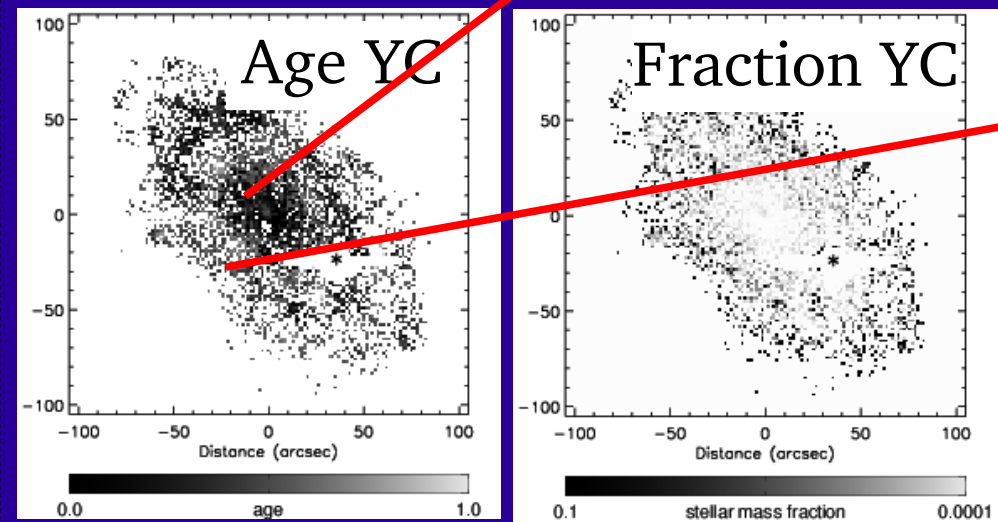 Age YC
100
50
0
−50
−100
−100 −50 0 50 100
Distance (arcsec)
0.0 age 1.0
Fraction YC
100
50
0
−50
−100
−100 −50 0 50 100
Distance (arcsec)
0.1 stellar mass fraction 0.0001